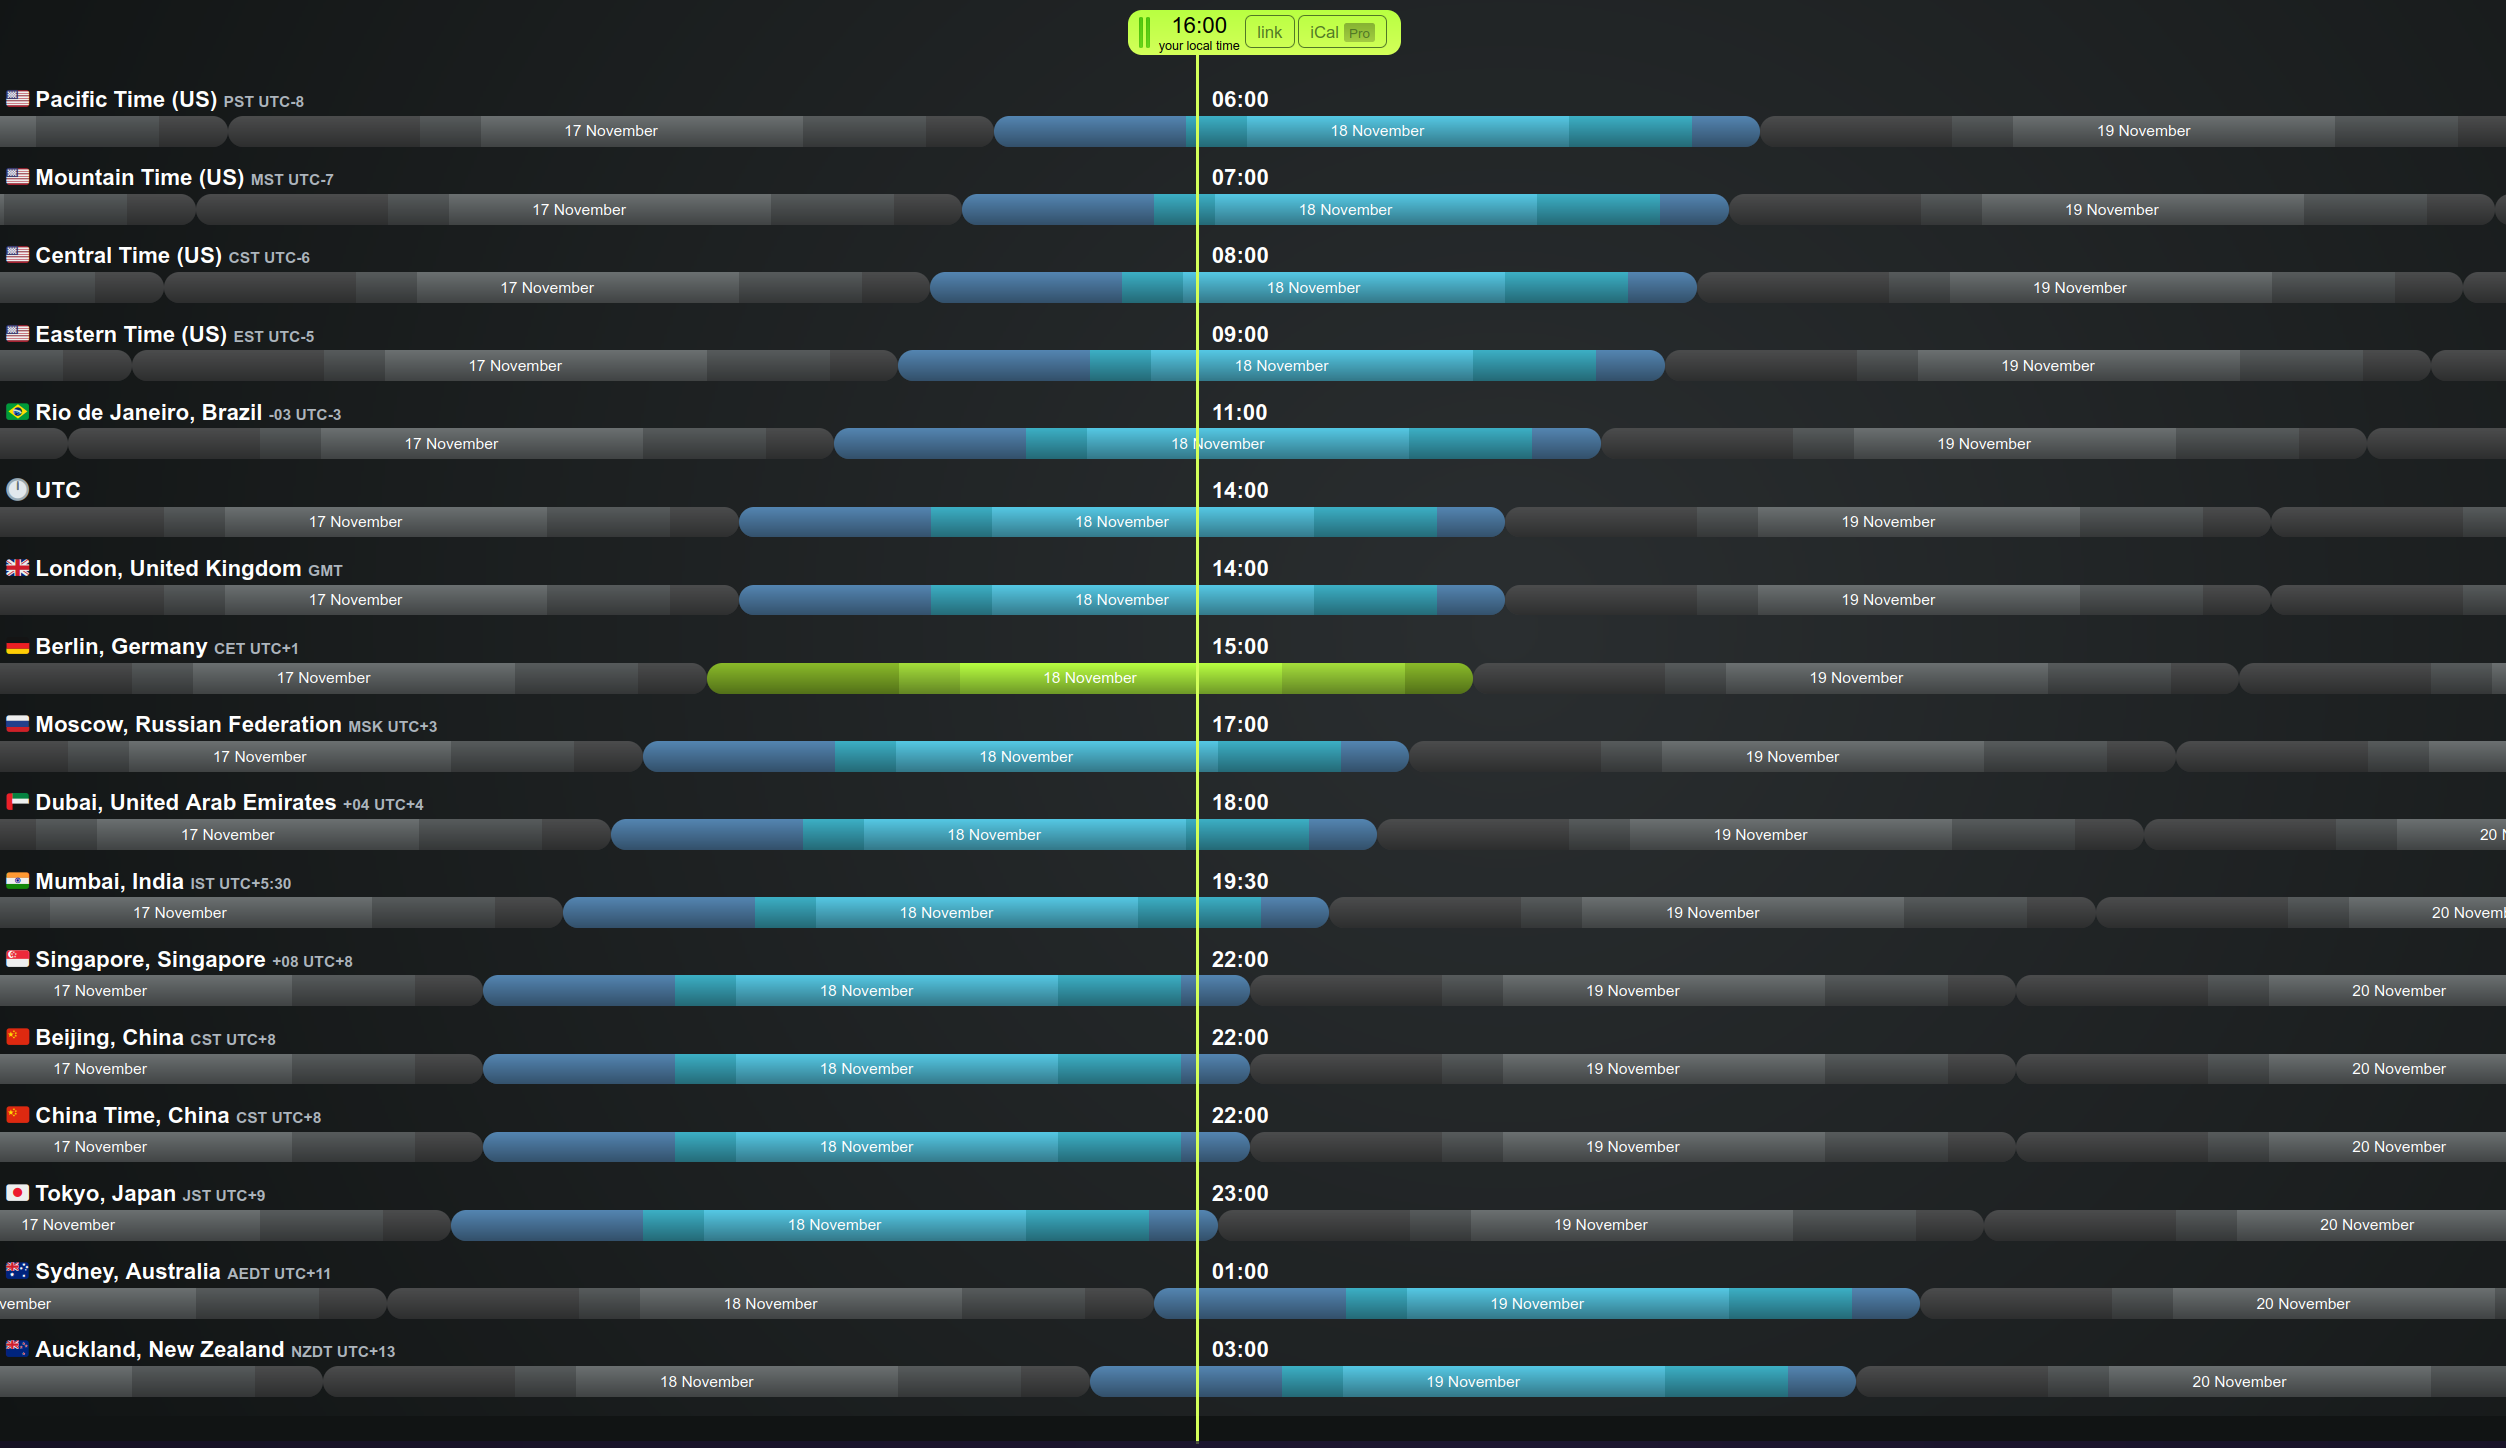 16:00 link iCal Pro
your local time
Pacific Time (US) PST UTC-8 06:00
17 November 18 November 19 November
Mountain Time (US) MST UTC-7 07:00
17 November 18 November 19 November
Central Time (US) CST UTC-6 08:00
17 November 18 November 19 November
Eastern Time (US) EST UTC-5 09:00
17 November 18 November 19 November
Rio de Janeiro, Brazil -03 UTC-3 11:00
17 November 18 November 19 November
UTC 14:00
17 November 18 November 19 November
London, United Kingdom GMT 14:00
17 November 18 November 19 November
Berlin, Germany CET UTC+1 15:00
17 November 18 November 19 November
Moscow, Russian Federation MSK UTC+3 17:00
17 November 18 November 19 November
Dubai, United Arab Emirates +04 UTC+4 18:00
17 November 18 November 19 November 20 N
Mumbai, India IST UTC+5:30 19:30
17 November 18 November 19 November 20 Novem
Singapore, Singapore +08 UTC+8 22:00
17 November 18 November 19 November 20 November
Beijing, China CST UTC+8 22:00
17 November 18 November 19 November 20 November
China Time, China CST UTC+8 22:00
17 November 18 November 19 November 20 November
Tokyo, Japan JST UTC+9 23:00
17 November 18 November 19 November 20 November
Sydney, Australia AEDT UTC+11 01:00
vember 18 November 19 November 20 November
Auckland, New Zealand NZDT UTC+13 03:00
18 November 19 November 20 November